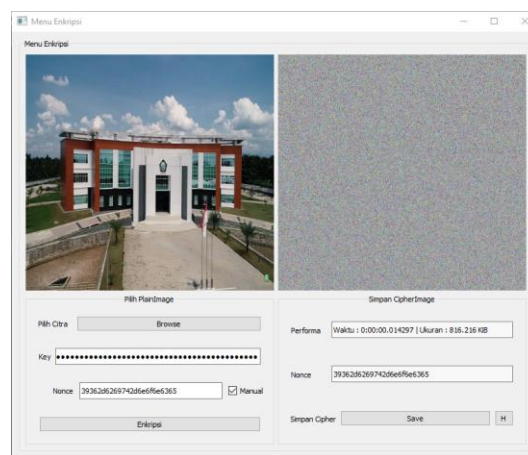 Menu Enkripsi
Menu Enkripsi
Pilih PlainImage
Pilih Citra
Browse
Key
Nonce
39362d6269742d6e6f6e6365
Manual
Enkripsi
Simpan CipherImage
Performa
Waktu : 0:00:00.014297 | Ukuran : 816.216 KiB
Nonce
39362d6269742d6e6f6e6365
Simpan Cipher
Save
H